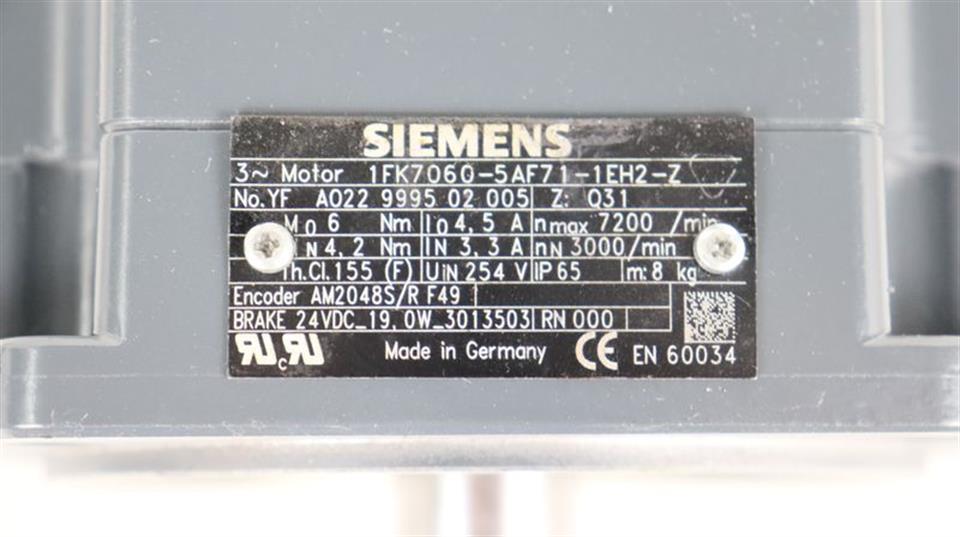 SIEMENS
3~ Motor 1FK7060-5AF71-1EH2-Z
No.YF A022 9995 02 005 Z: Q31
M0 6 Nm I0 4,5 A nmax 7200 /min
N 4,2 Nm IN 3,3 A nN 3000/min
Th.Cl.155 (F) UiN 254 V IP 65 m: 8 kg
Encoder AM2048S/R F49
BRAKE 24VDC_19,0W_3013503 RN 000
c Made in Germany CE EN 60034